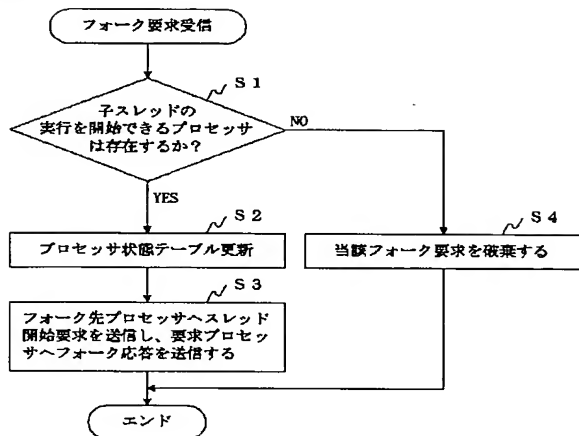 フォーク要求受信
S1
子スレッドの
実行を開始できるプロセッサ
は存在するか?
NO
YES
S2
プロセッサ状態テーブル更新
S4
当該フォーク要求を破棄する
S3
フォーク先プロセッサへスレッド
開始要求を送信し、要求プロセッ
サへフォーク応答を送信する
エンド